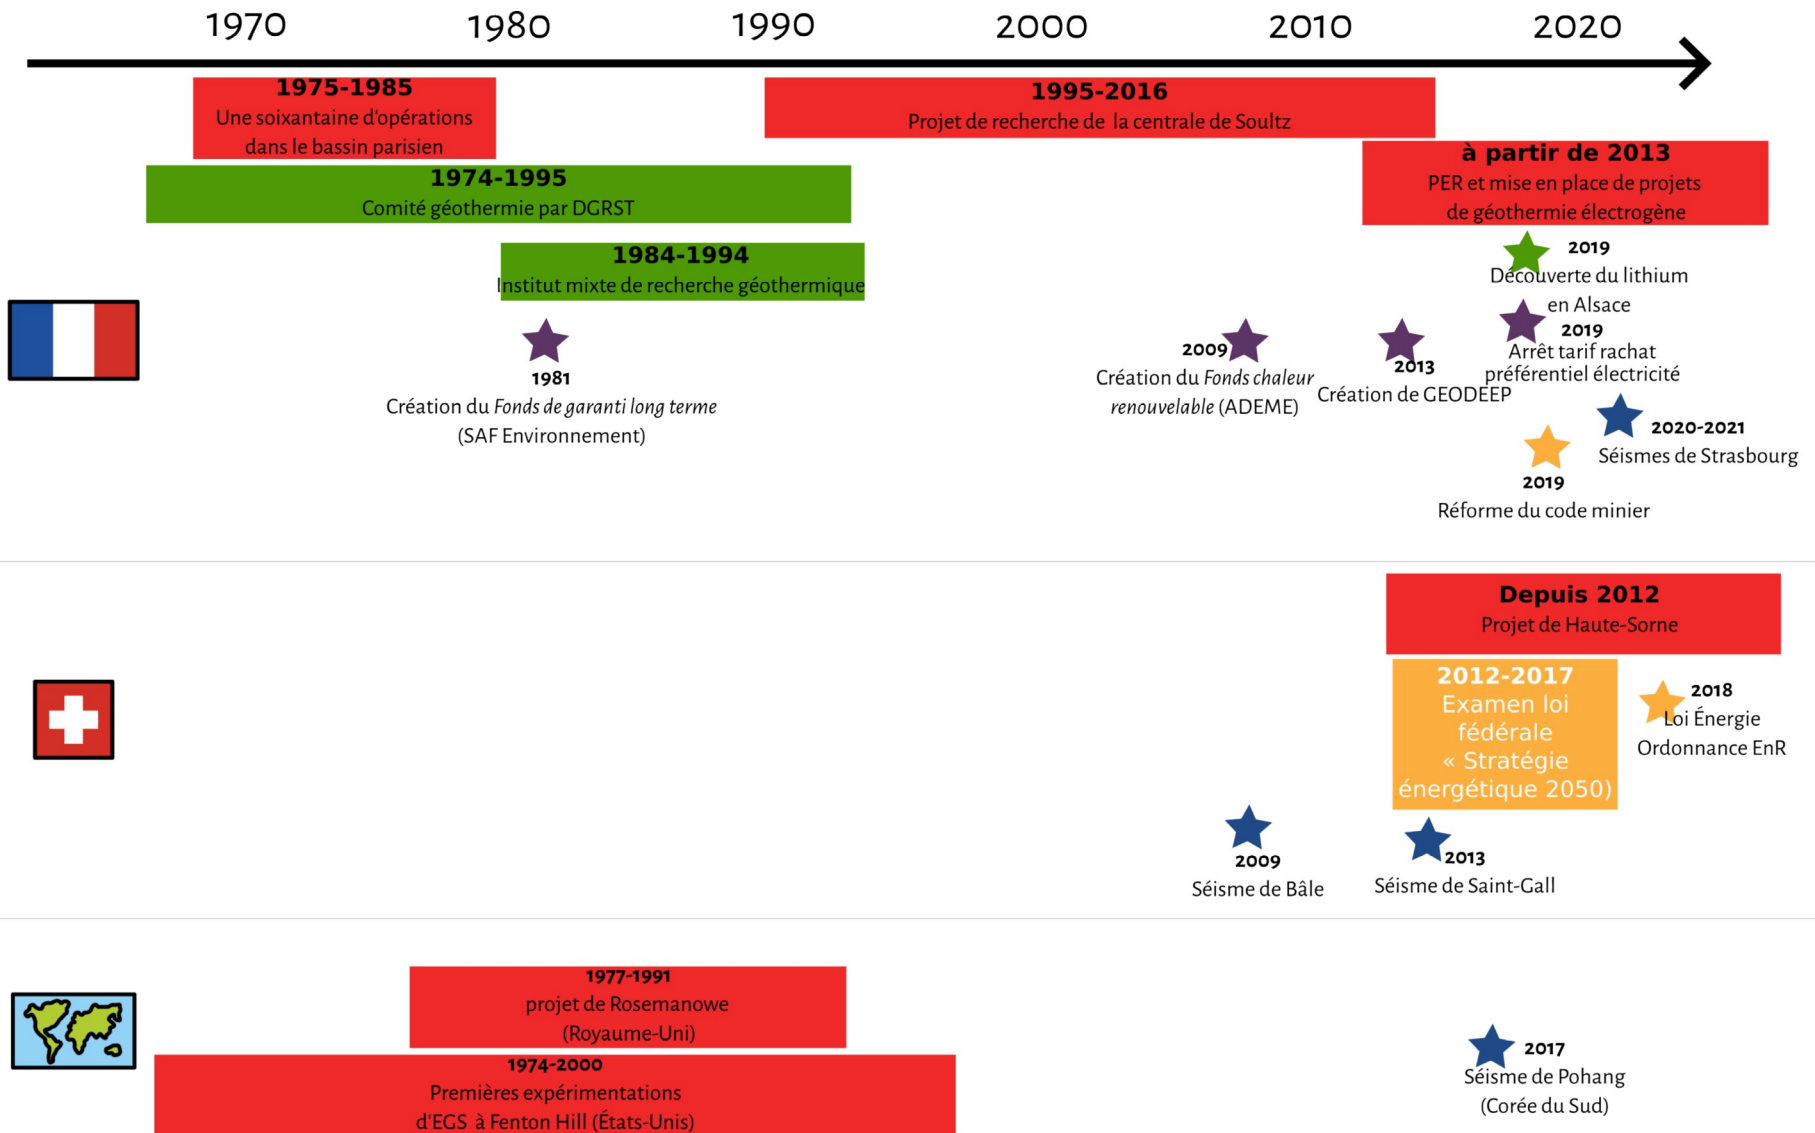 1970 1980 1990 2000 2010 2020
1975-1985
Une soixantaine d'opérations
dans le bassin parisien
1995-2016
Projet de recherche de la centrale de Soultz
à partir de 2013
PER et mise en place de projets
de géothermie électrogène
1974-1995
Comité géothermie par DGRST
1984-1994
Institut mixte de recherche géothermique
2019
Découverte du lithium
en Alsace
1981
Création du Fonds de garanti long terme
(SAF Environnement)
2009
Création du Fonds chaleur
renouvelable (ADEME)
2013
Création de GEODEEP
2019
Arrêt tarif rachat
préférentiel électricité
2020-2021
Séismes de Strasbourg
2019
Réforme du code minier
Depuis 2012
Projet de Haute-Sorne
2012-2017
Examen loi
fédérale
« Stratégie
énergétique 2050)
2018
Loi Énergie
Ordonnance EnR
2009
Séisme de Bâle
2013
Séisme de Saint-Gall
1977-1991
projet de Rosemanowe
(Royaume-Uni)
1974-2000
Premières expérimentations
d'EGS à Fenton Hill (États-Unis)
2017
Séisme de Pohang
(Corée du Sud)